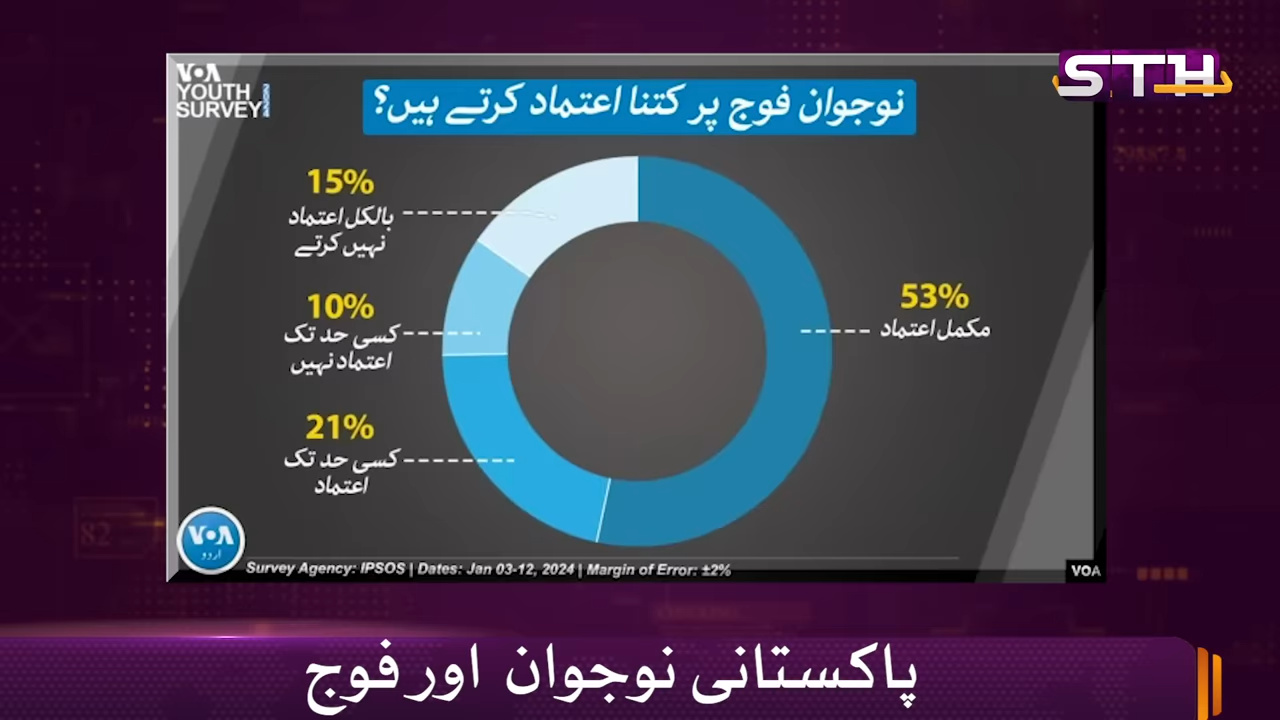 VOA
YOUTH
SURVEY
STH
نوجوان فوج پر کتنا اعتماد کرتے ہیں؟
15%
بالکل اعتماد
نہیں کرتے
10%
کسی حد تک
اعتماد نہیں
21%
کسی حد تک
اعتماد
53%
مکمل اعتماد
VOA
اردو
Survey Agency: IPSOS | Dates: Jan 03-12, 2024 | Margin of Error: ±2%
VOA
82
پاکستانی نوجوان اور فوج